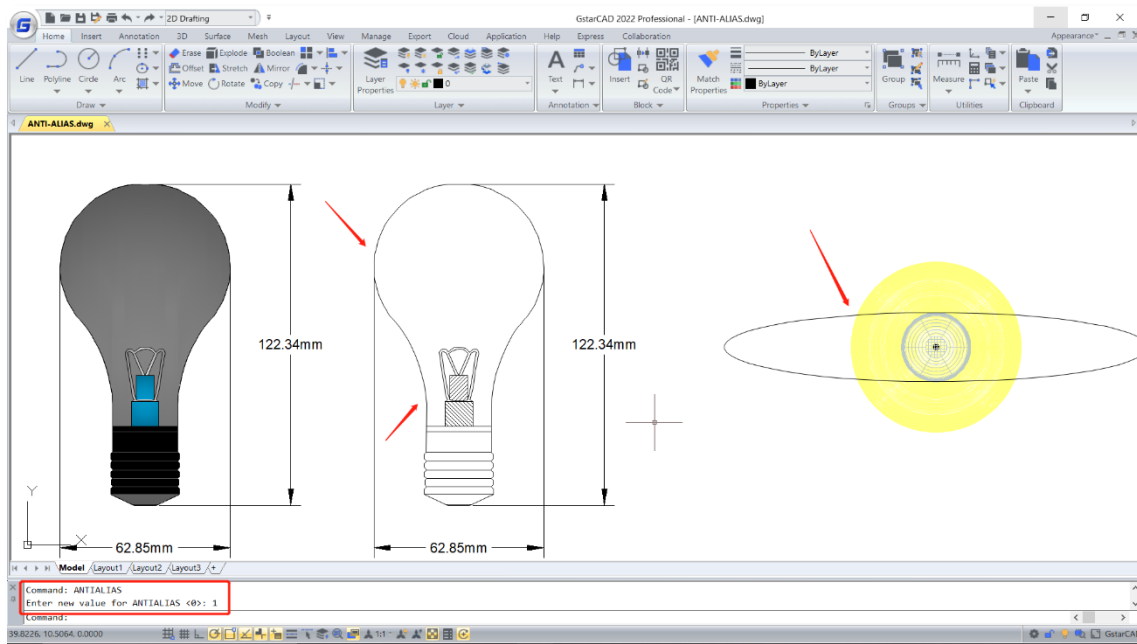 2D Drafting
GstarCAD 2022 Professional - [ANTI-ALIAS.dwg]
Home Insert Annotation 3D Surface Mesh Layout View Manage Export Cloud Application Help Express Collaboration Appearance
Line Polyline Circle Arc
Erase Explode Boolean
Offset Stretch Mirror
Move Rotate Copy
Layer Properties
0
Text
Insert
QR Code
Match Properties
ByLayer
ByLayer
ByLayer
Group
Measure
Paste
Draw Modify Layer Annotation Block Properties Groups Utilities Clipboard
ANTI-ALIAS.dwg
122.34mm
122.34mm
Y
X
62.85mm
62.85mm
Model Layout1 Layout2 Layout3 +
Command: ANTIALIAS
Enter new value for ANTIALIAS <0>: 1
Command:
39.8226, 10.5064, 0.0000
1:1
GstarCAD